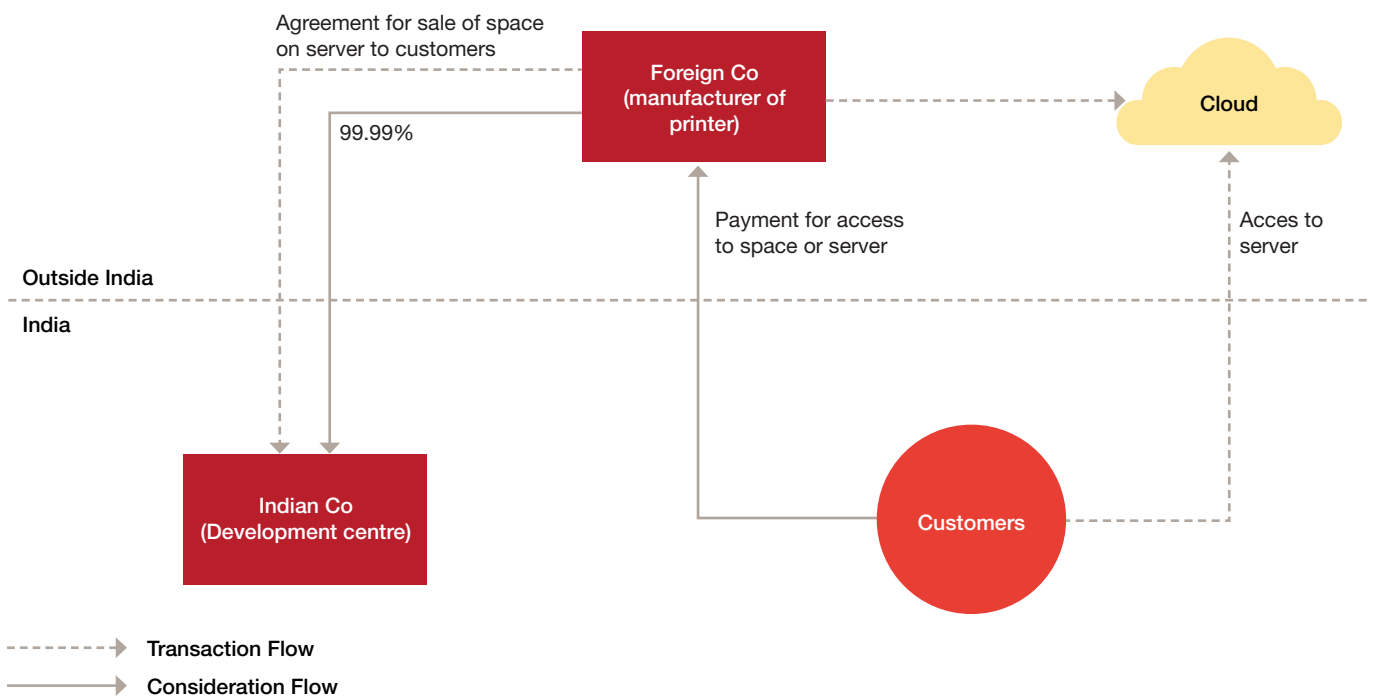 Agreement for sale of space
on server to customers
Foreign Co
(manufacturer of
printer)
Cloud
99.99%
Payment for access
to space or server
Acces to
server
Outside India
India
Indian Co
(Development centre)
Customers
Transaction Flow
Consideration Flow